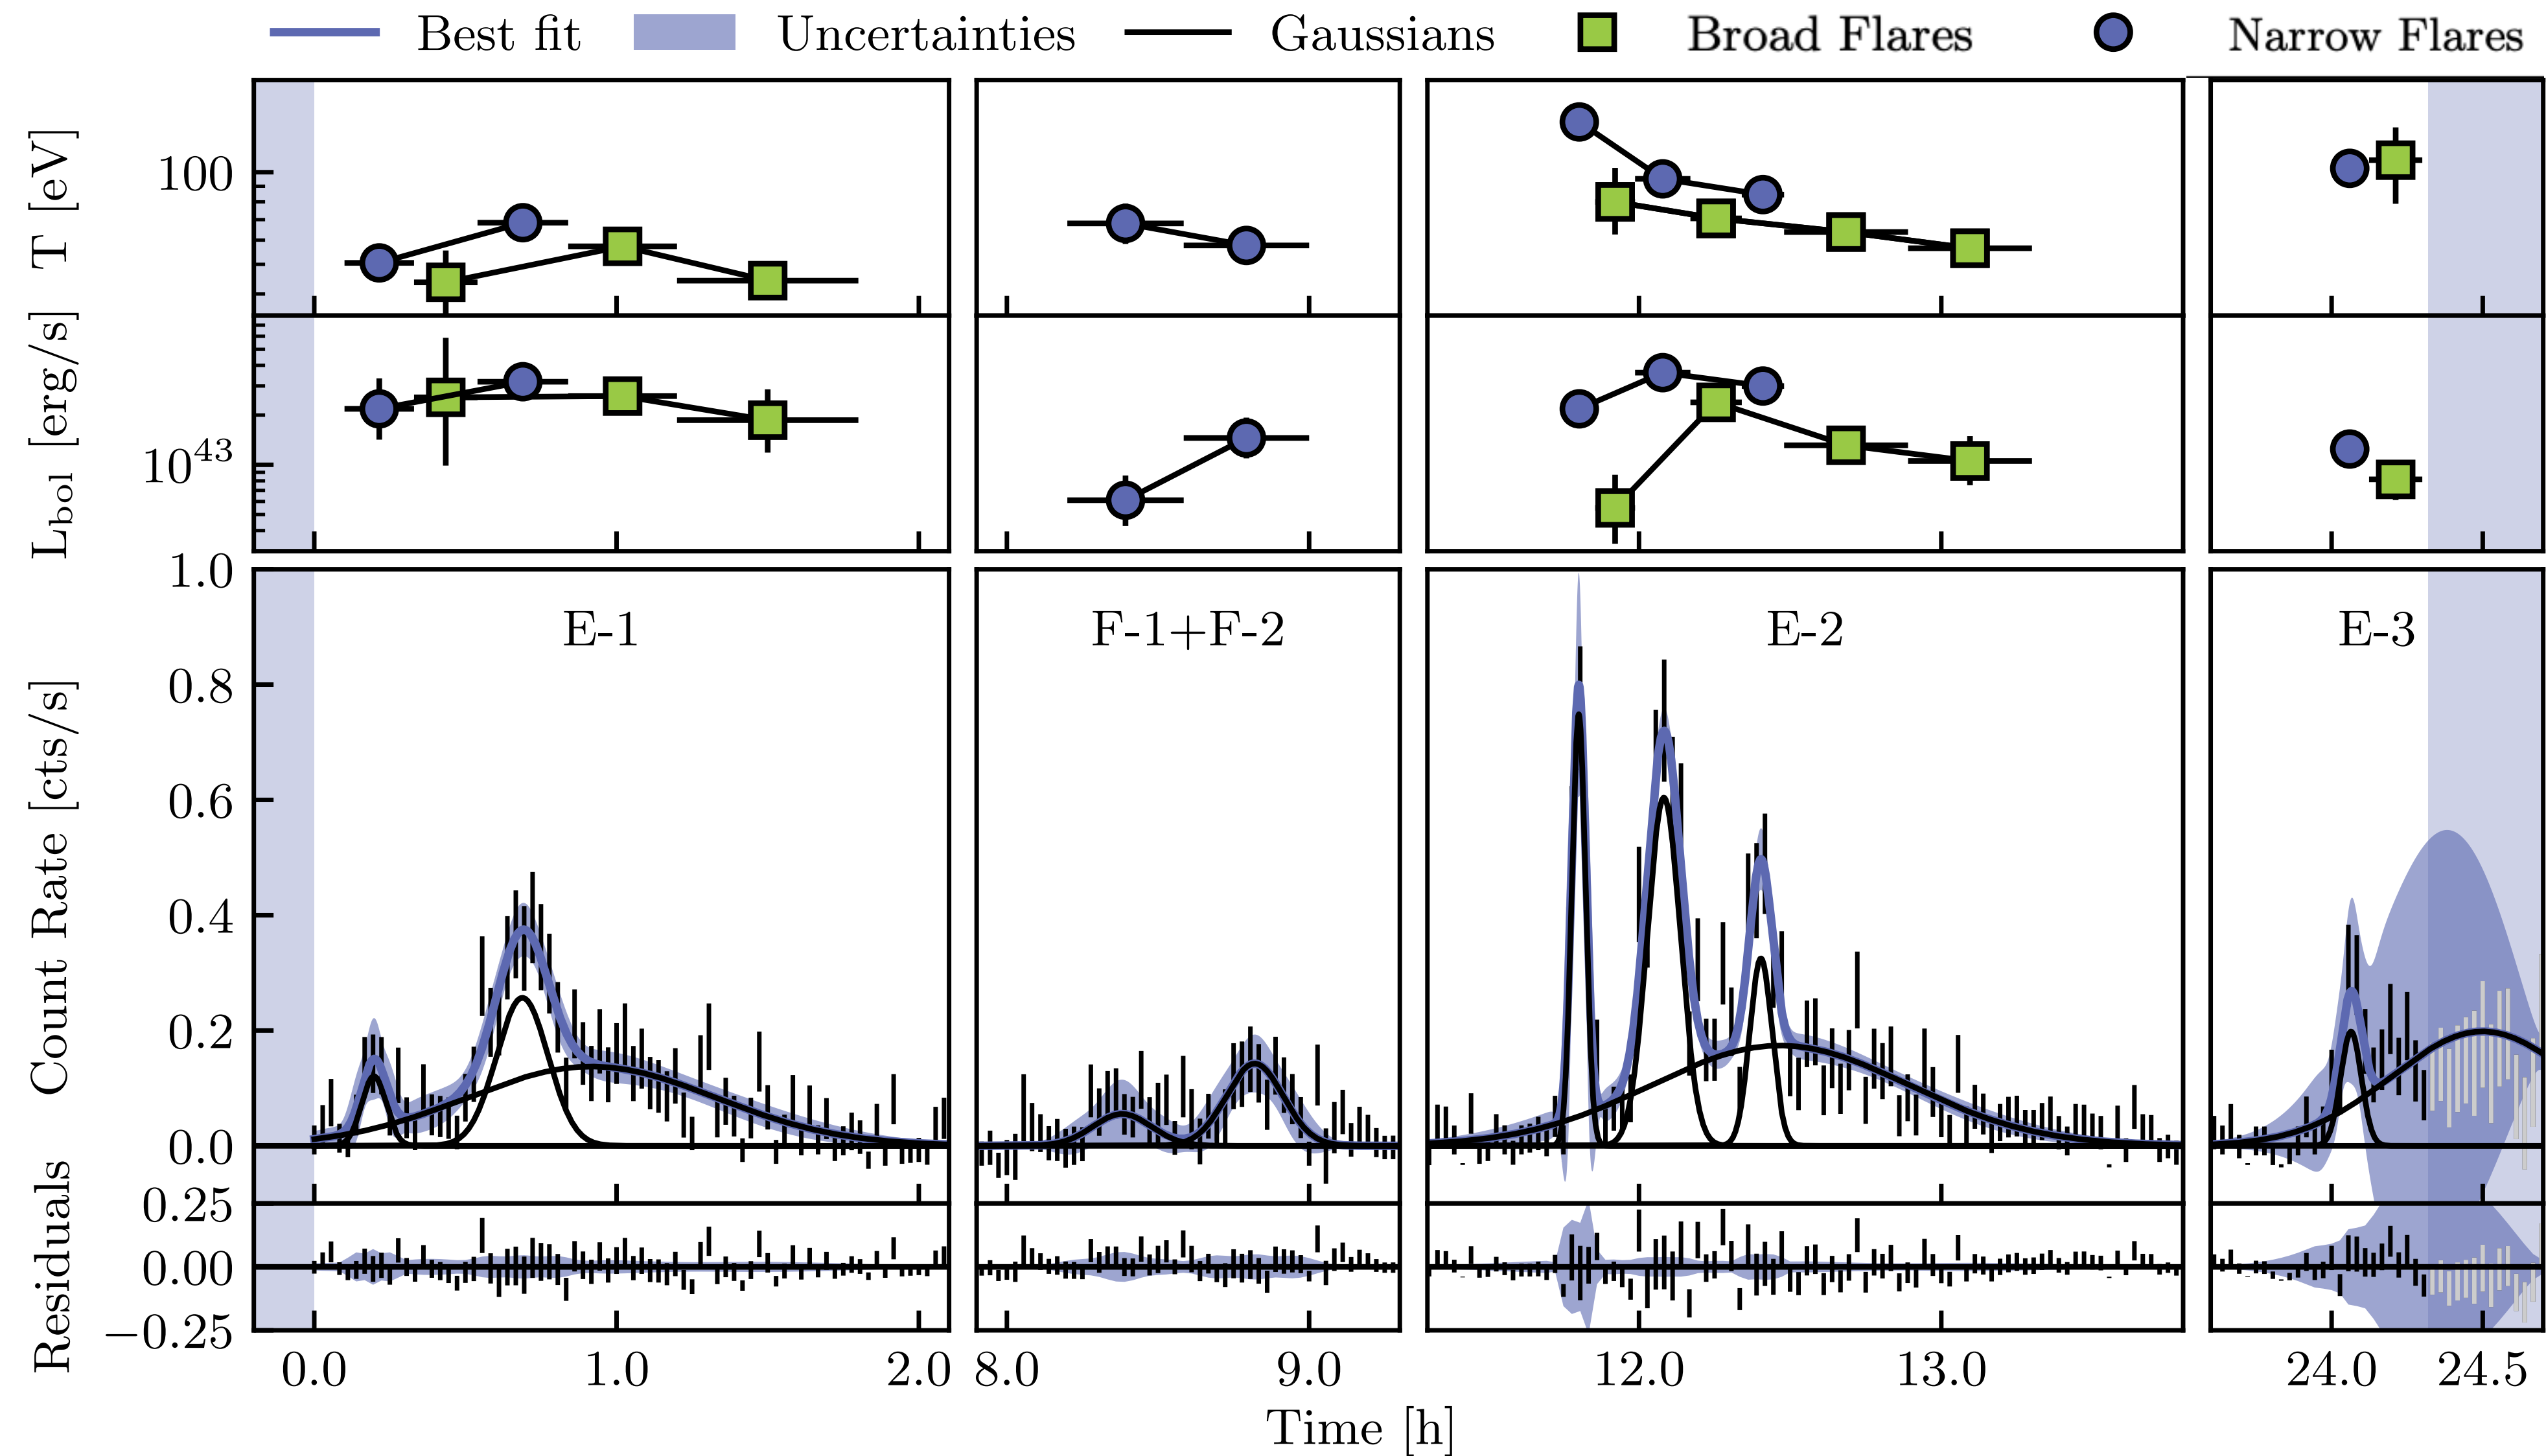 Best fit Uncertainties Gaussians Broad Flares Narrow Flares
T [eV]
100
L_bol [erg/s]
10^43
Count Rate [cts/s]
1.0
0.8
0.6
0.4
0.2
0.0
E-1 F-1+F-2 E-2 E-3
Residuals
0.25
0.00
−0.25
0.0 1.0 2.0 8.0 9.0 12.0 13.0 24.0 24.5
Time [h]